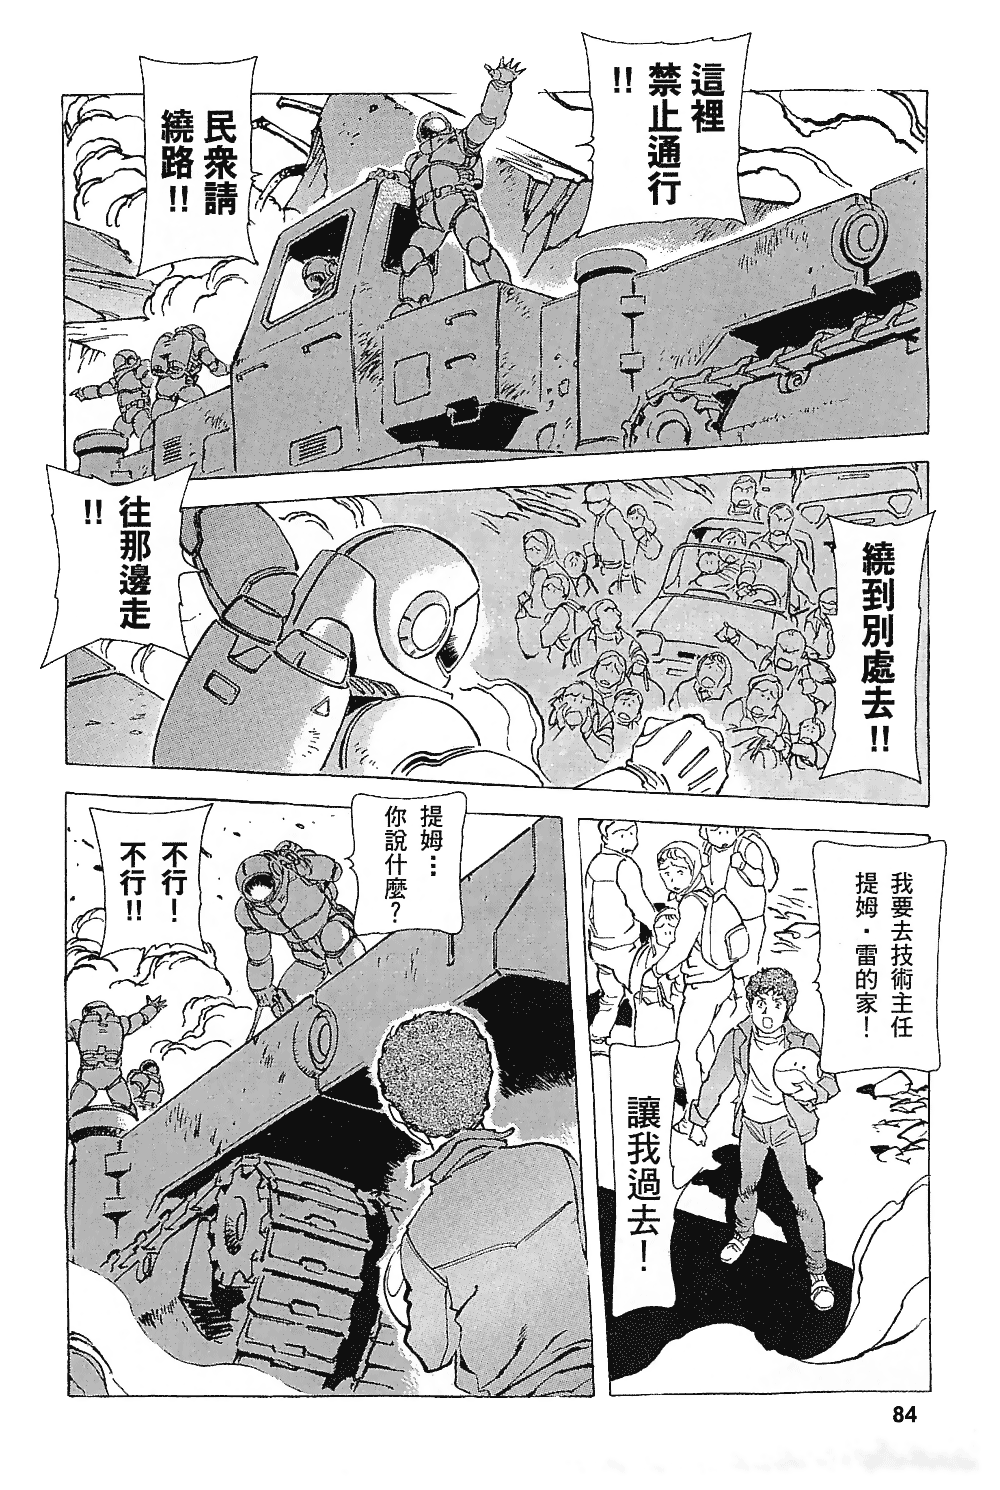 這裡
禁止通行
!!
民衆請
繞路!!
繞到別處去!!
往那邊走
!!
我要去技術主任
提姆・雷的家！
讓我過去！
提姆…
你說什麼？
不行！
不行!!
84